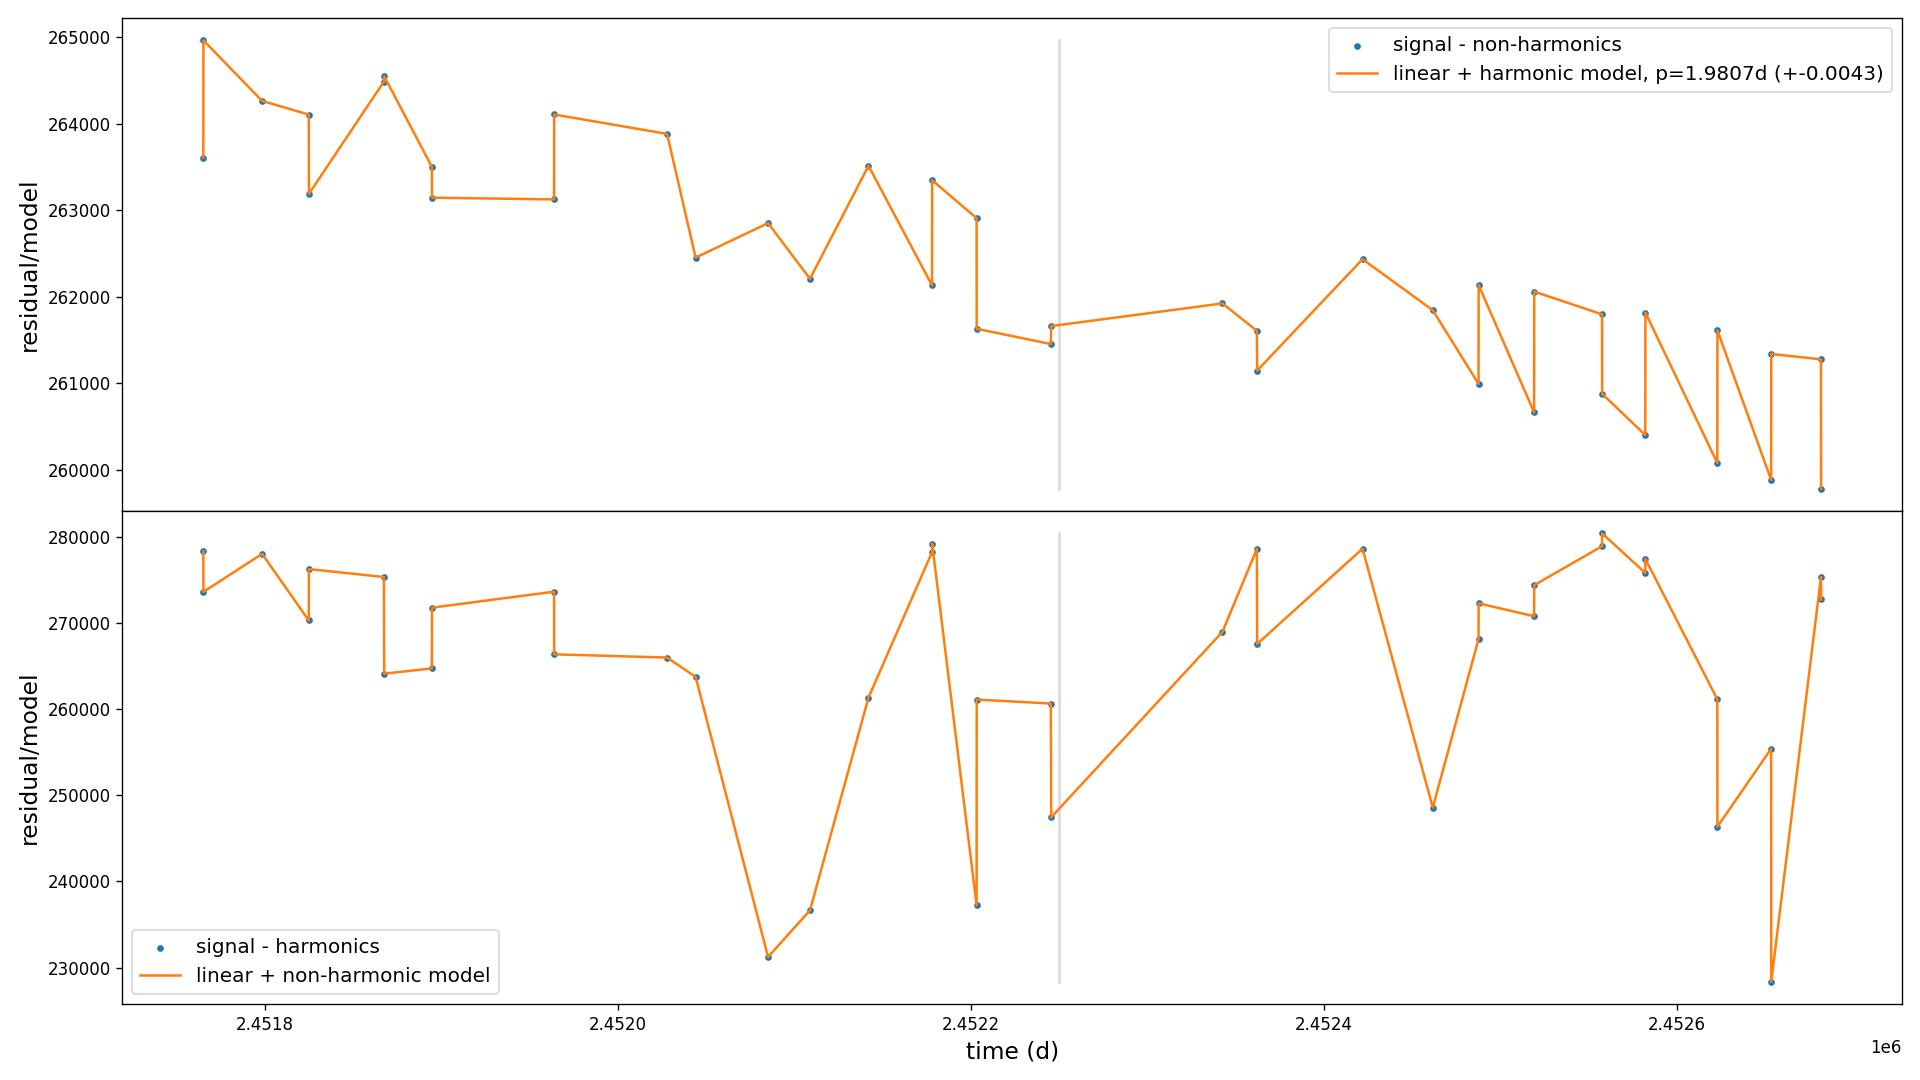 265000
264000
263000
262000
261000
260000
residual/model
signal - non-harmonics
linear + harmonic model, p=1.9807d (+-0.0043)
280000
270000
260000
250000
240000
230000
residual/model
signal - harmonics
linear + non-harmonic model
2.4518
2.4520
2.4522
2.4524
2.4526
1e6
time (d)